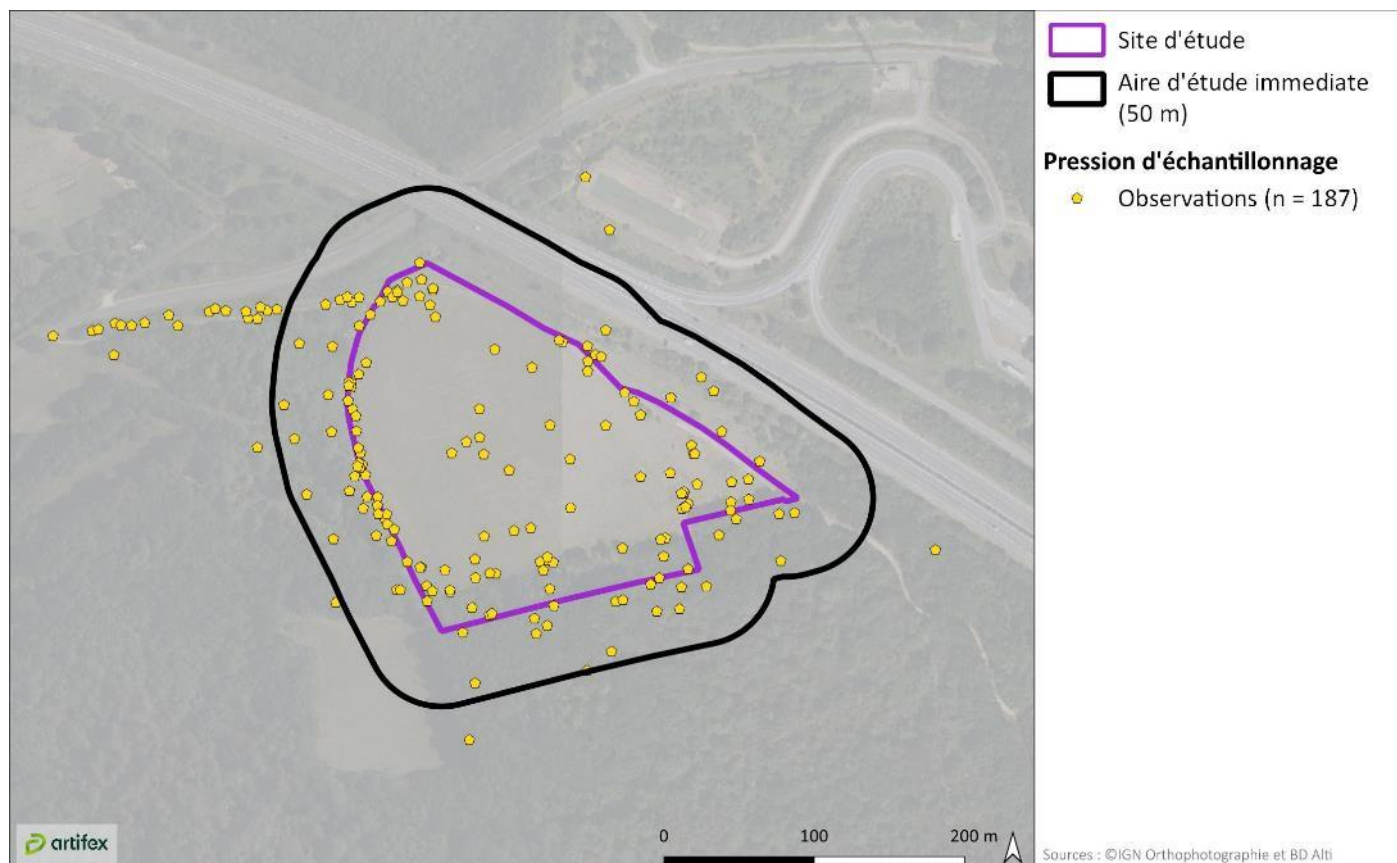 Site d'étude
Aire d'étude immediate
(50 m)
Pression d'échantillonnage
Observations (n = 187)
artifex
0 100 200 m
Sources : ©IGN Orthophotographie et BD Alti